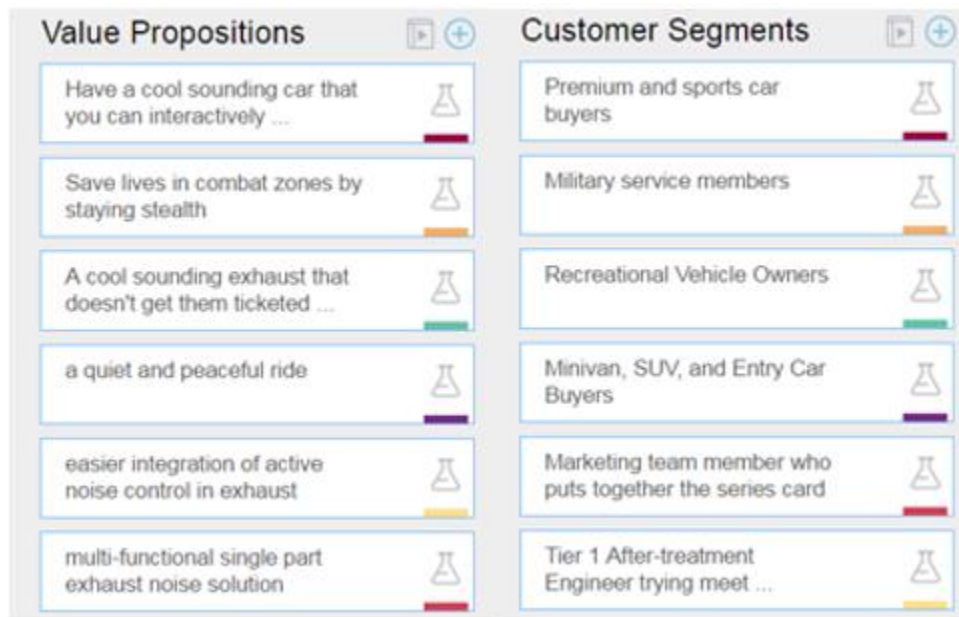 Value Propositions
Have a cool sounding car that
you can interactively ...
Save lives in combat zones by
staying stealth
A cool sounding exhaust that
doesn't get them ticketed ...
a quiet and peaceful ride
easier integration of active
noise control in exhaust
multi-functional single part
exhaust noise solution
Customer Segments
Premium and sports car
buyers
Military service members
Recreational Vehicle Owners
Minivan, SUV, and Entry Car
Buyers
Marketing team member who
puts together the series card
Tier 1 After-treatment
Engineer trying meet ...